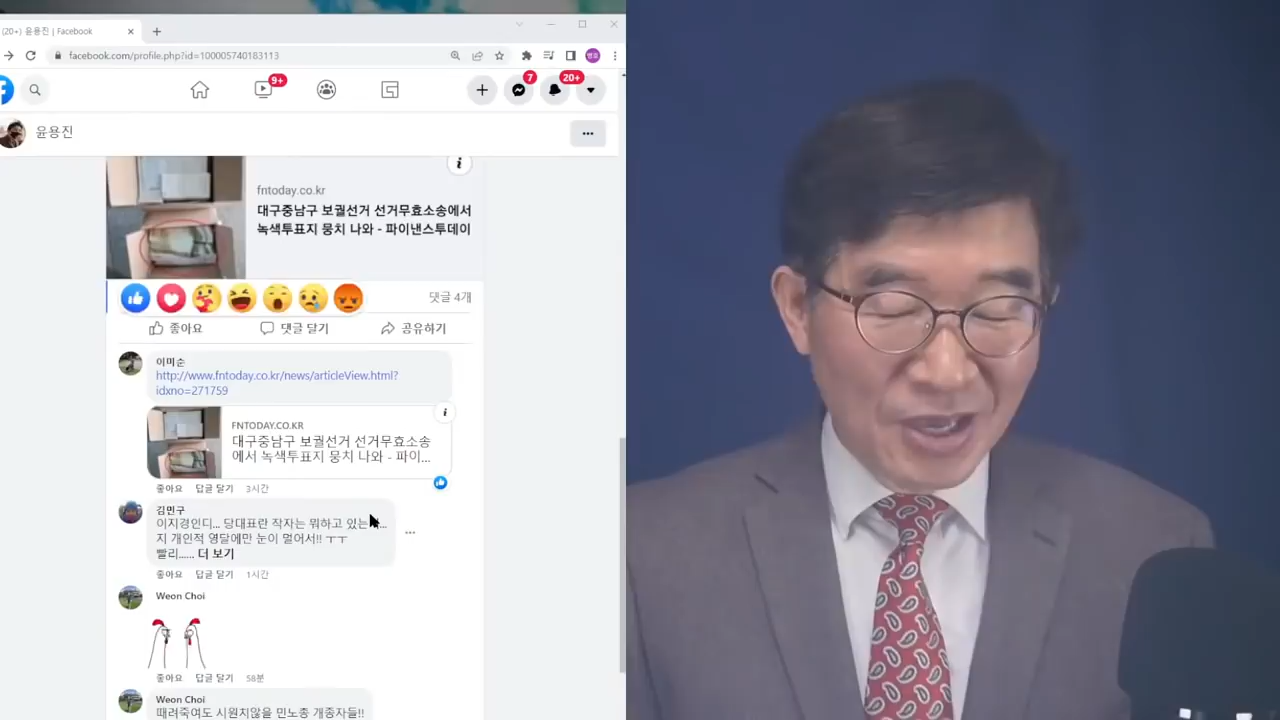 (20+) 윤용진 | Facebook
facebook.com/profile.php?id=100005740183113
9+
7
20+
윤용진
fntoday.co.kr
대구중남구 보궐선거 선거무효소송에서
녹색투표지 뭉치 나와 - 파이낸스투데이
댓글 4개
좋아요
댓글 달기
공유하기
이미순
http://www.fntoday.co.kr/news/articleView.html?
idxno=271759
FNTODAY.CO.KR
대구중남구 보궐선거 선거무효소송
에서 녹색투표지 뭉치 나와 - 파이...
좋아요 답글 달기 3시간
김민구
이지경인디... 당대표란 작자는 뭐하고 있는
지 개인적 영달에만 눈이 멀어서!! ㅜㅜ
빨리...... 더 보기
좋아요 답글 달기 1시간
Weon Choi
좋아요 답글 달기 58분
Weon Choi
때려죽여도 시원치않을 민노총 개종자들!!